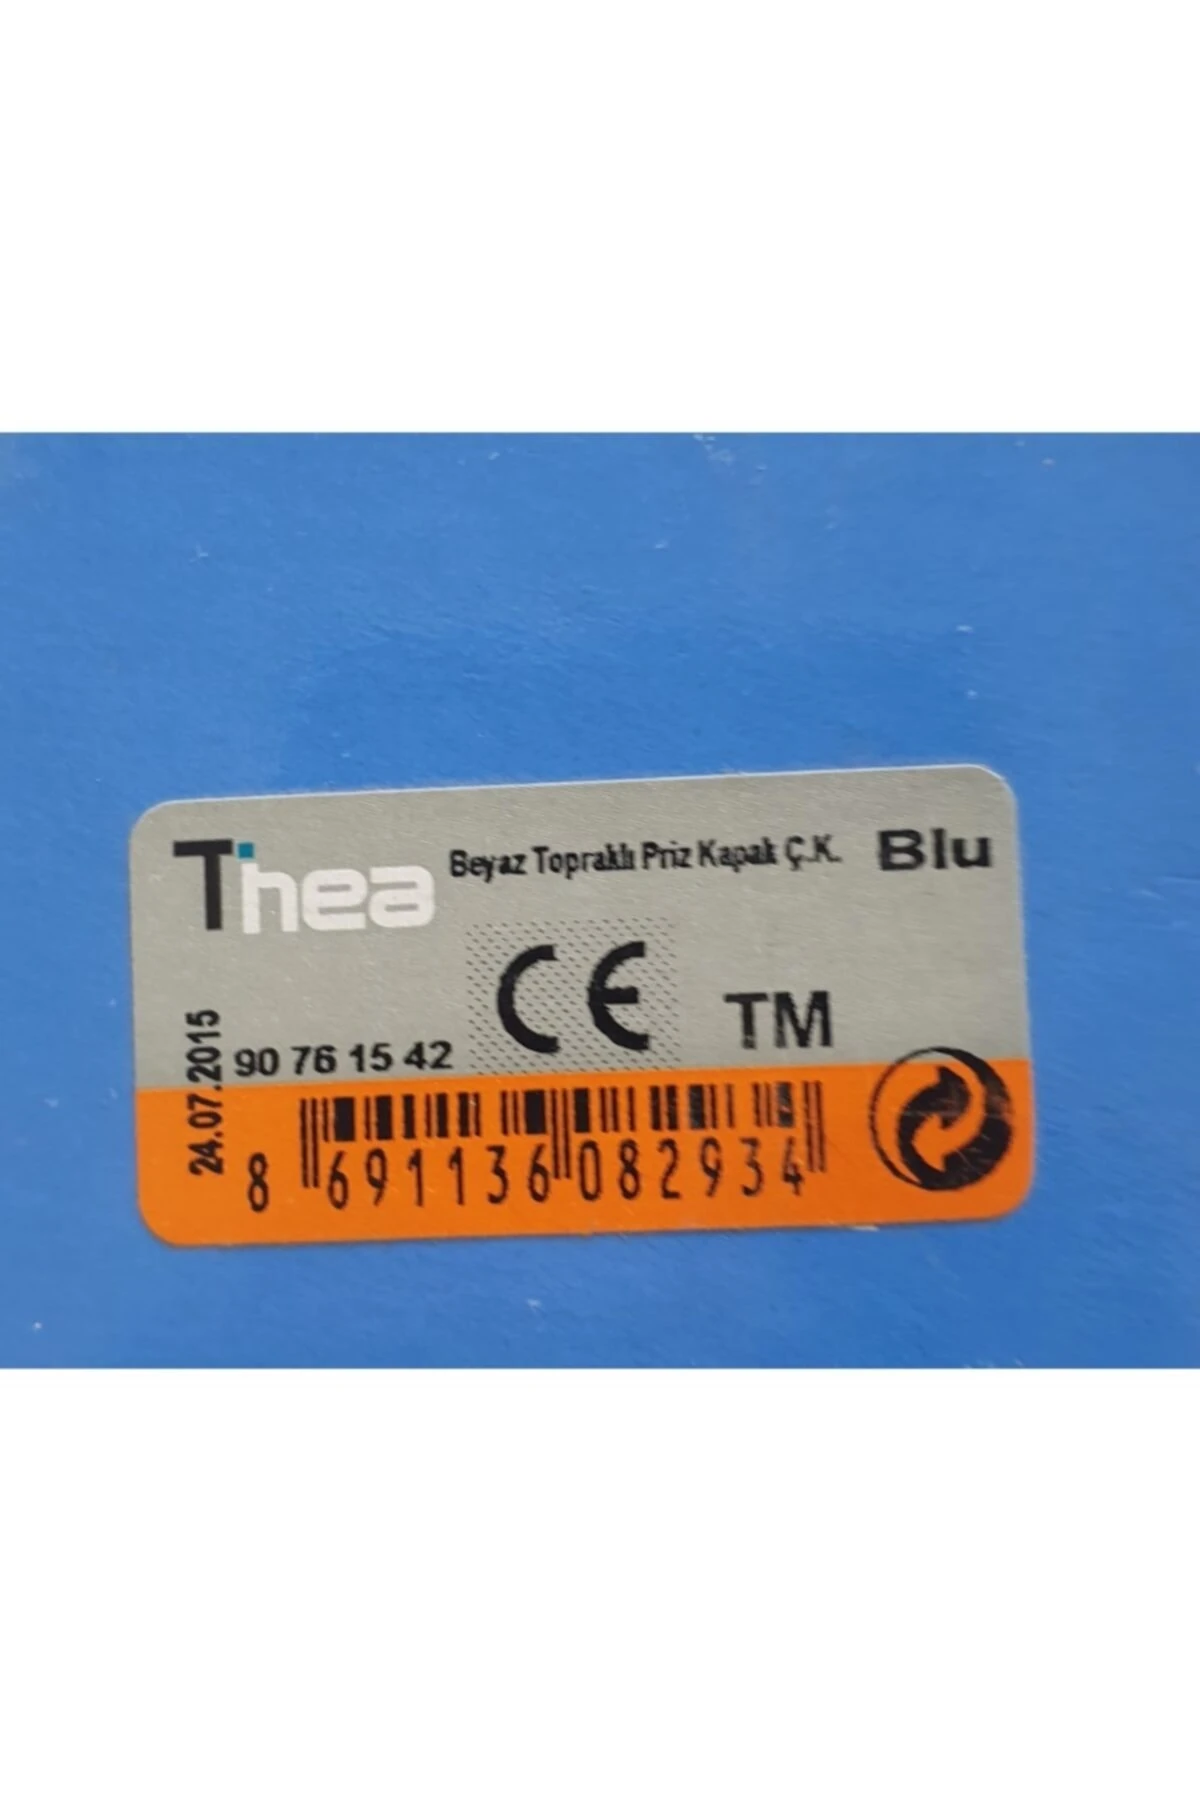 Thea Beyaz Topraklı Priz Kapak Ç.K. Blu
CE TM
24.07.2015
90 76 15 42
8 691136 082934